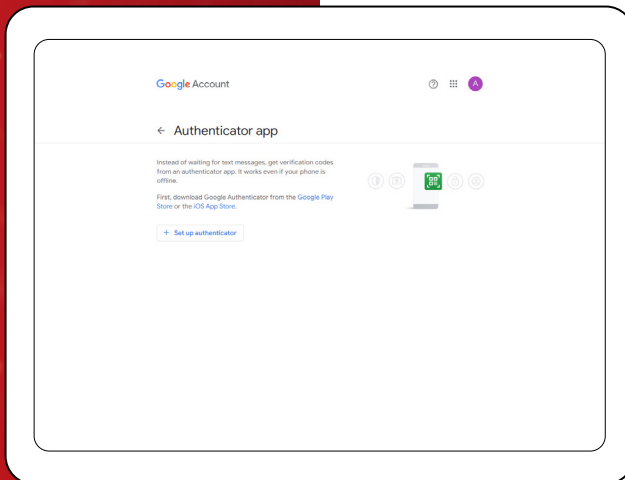 Google Account
A
Authenticator app
Instead of waiting for text messages, get verification codes
from an authenticator app. It works even if your phone is
offline.
First, download Google Authenticator from the Google Play
Store or the iOS App Store.
+ Set up authenticator